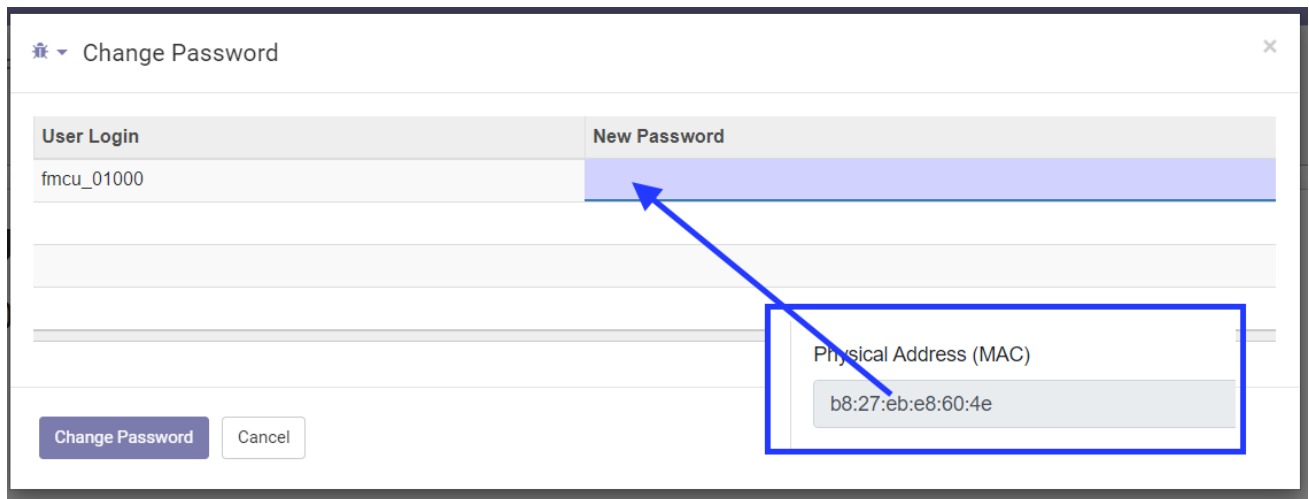 Change Password
×
User Login New Password
fmcu_01000
Physical Address (MAC)
b8:27:eb:e8:60:4e
Change Password Cancel